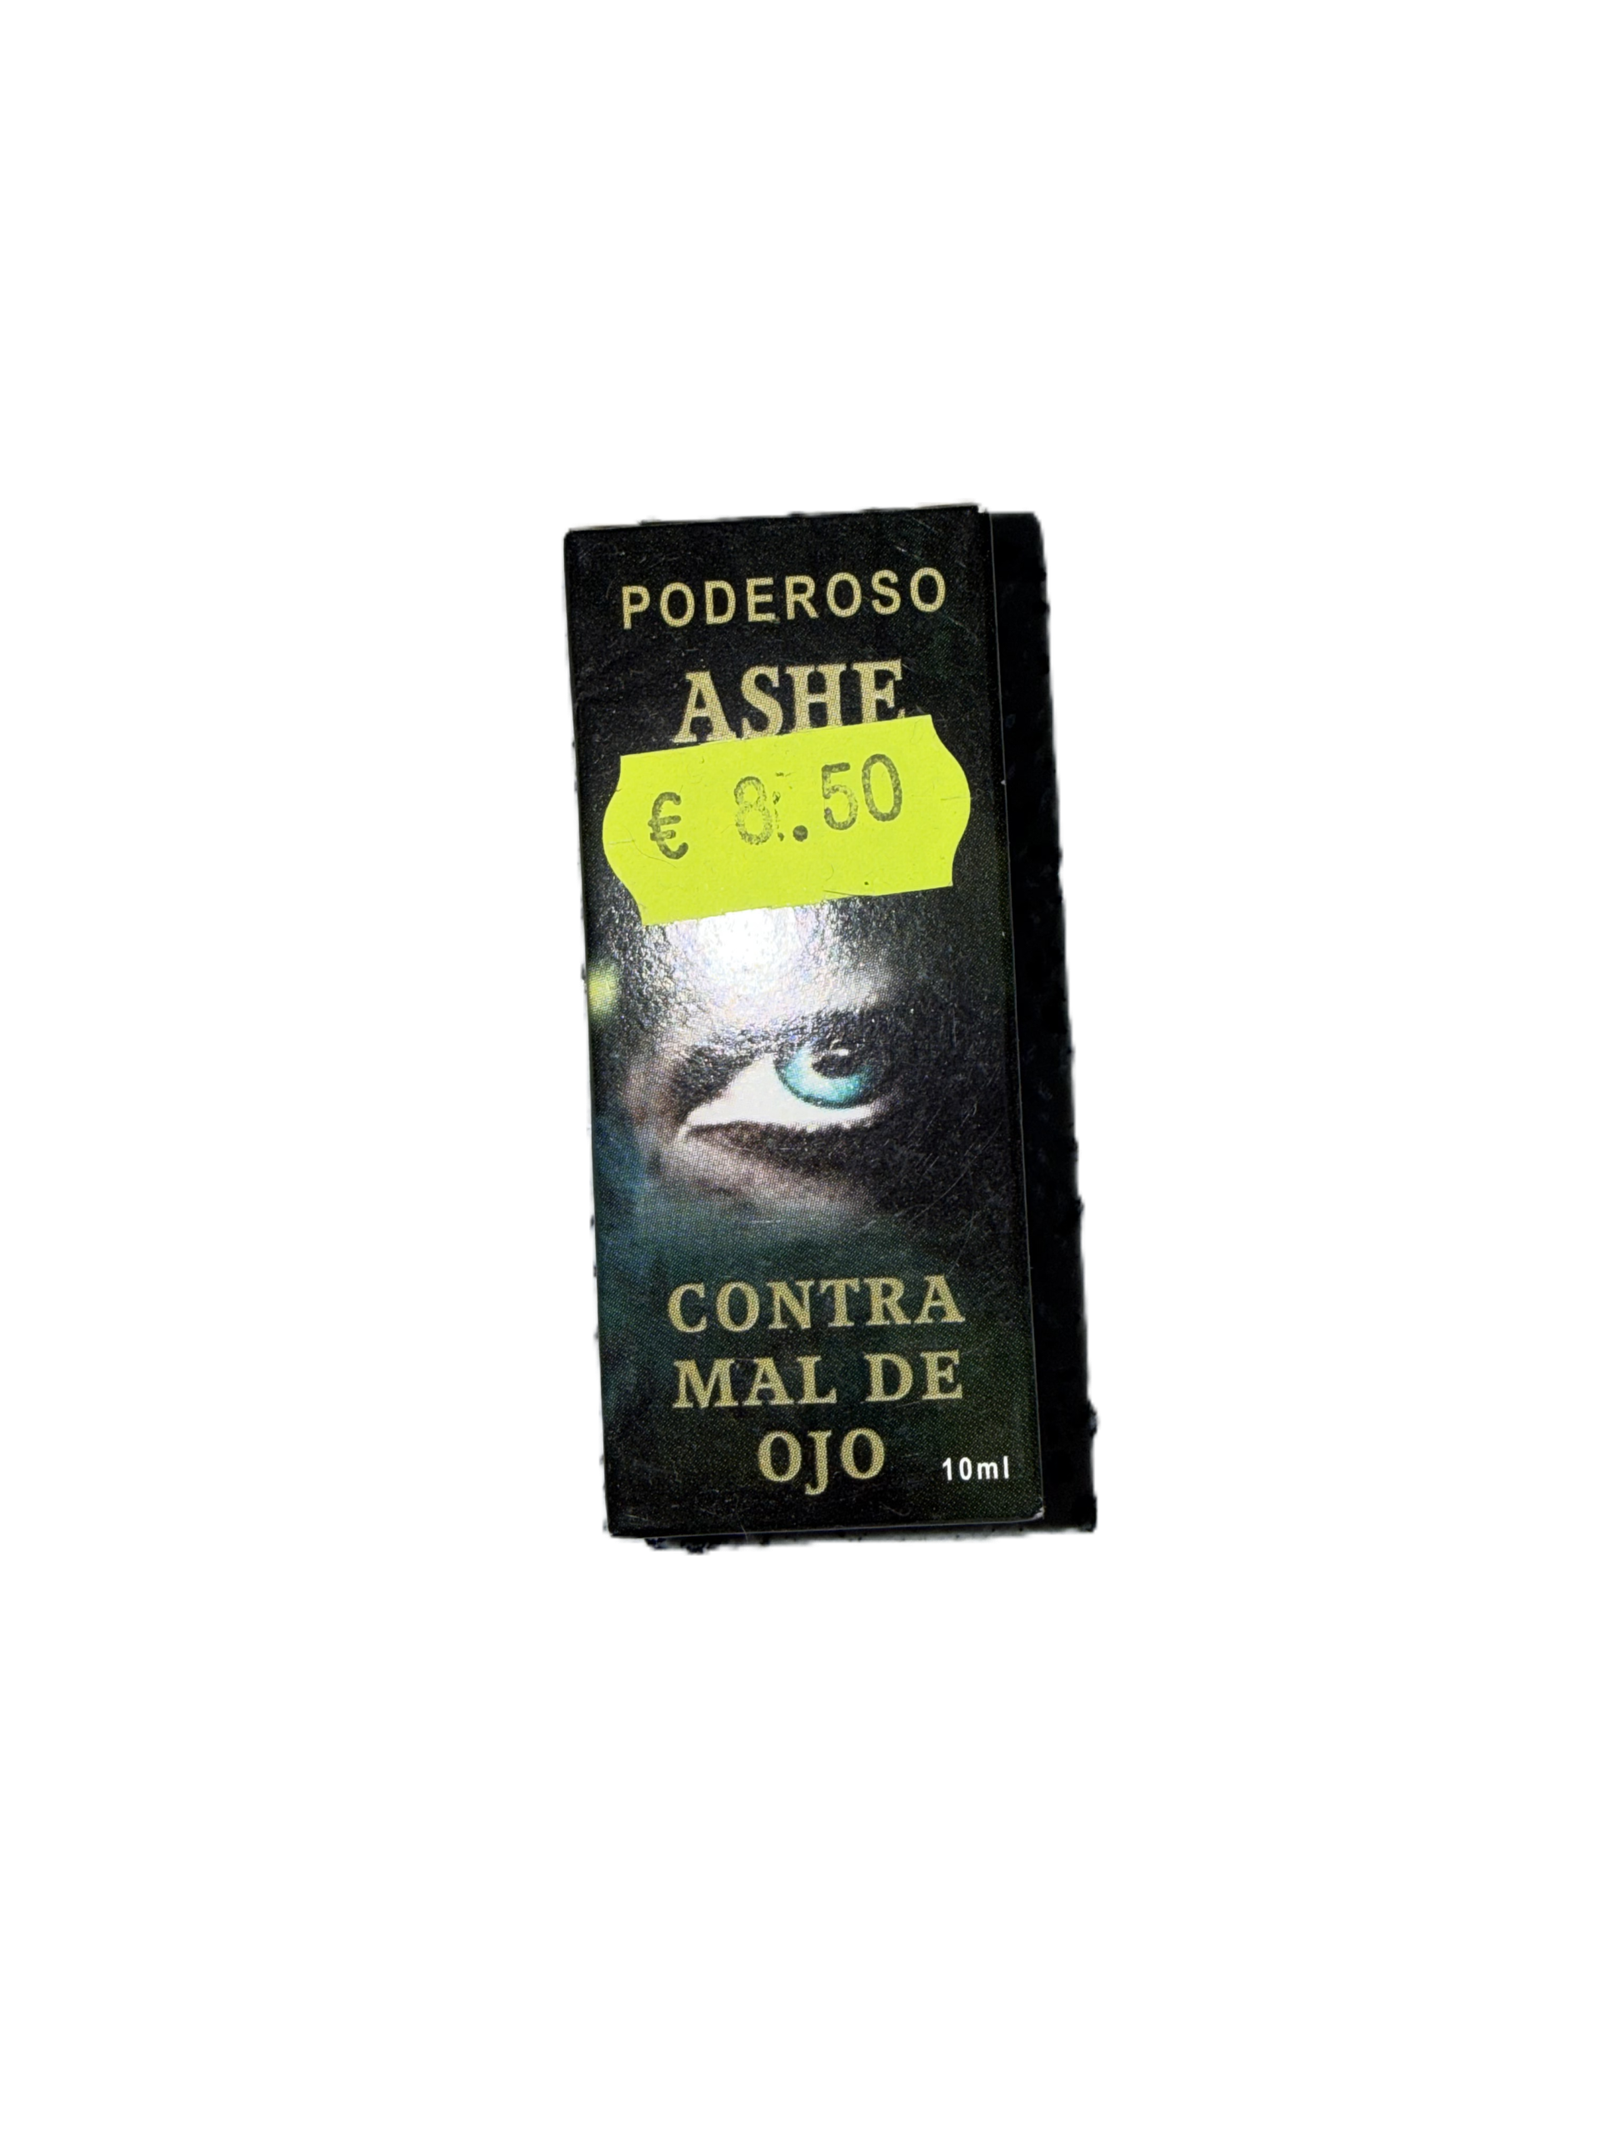 PODEROSO
ASHE
€ 8.50
CONTRA
MAL DE
OJO
10ml